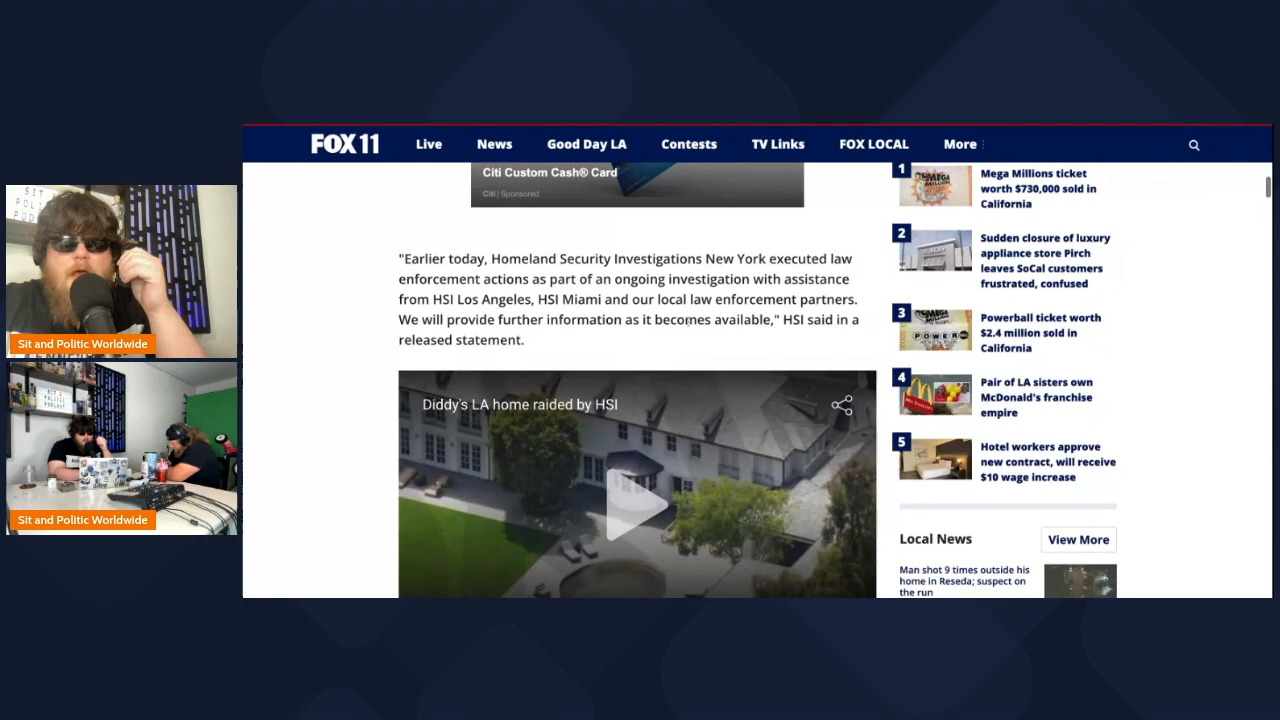 FOX 11
Live News Good Day LA Contests TV Links FOX LOCAL More
Citi Custom Cash® Card
Citi | Sponsored
"Earlier today, Homeland Security Investigations New York executed law
enforcement actions as part of an ongoing investigation with assistance
from HSI Los Angeles, HSI Miami and our local law enforcement partners.
We will provide further information as it becomes available," HSI said in a
released statement.
Diddy's LA home raided by HSI
1
Mega Millions ticket
worth $730,000 sold in
California
2
Sudden closure of luxury
appliance store Pirch
leaves SoCal customers
frustrated, confused
3
Powerball ticket worth
$2.4 million sold in
California
4
Pair of LA sisters own
McDonald's franchise
empire
5
Hotel workers approve
new contract, will receive
$10 wage increase
Local News
View More
Man shot 9 times outside his
home in Reseda; suspect on
the run
Sit and Politic Worldwide
Sit and Politic Worldwide